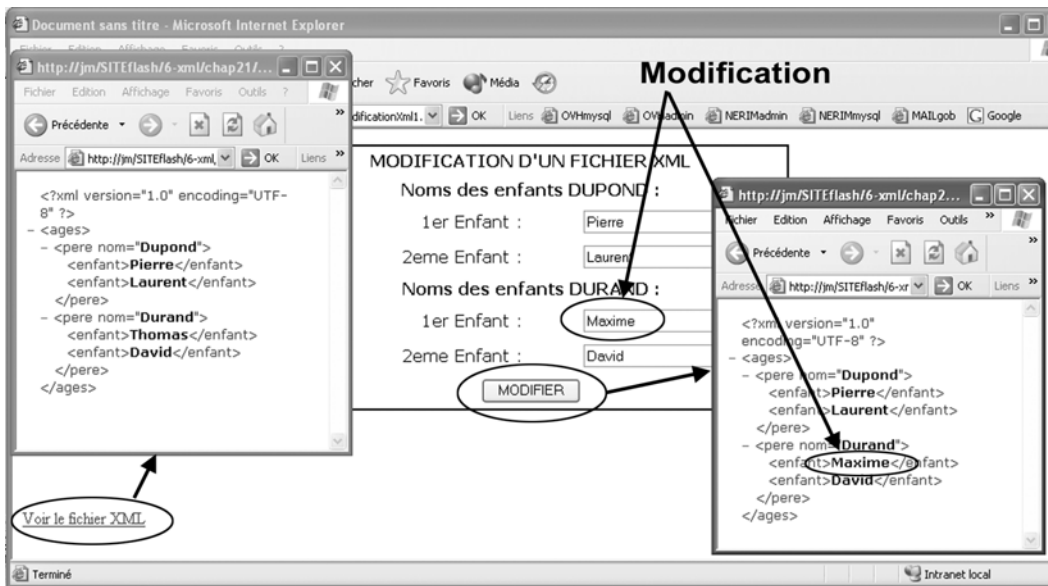 Document sans titre - Microsoft Internet Explorer
Fichier Edition Affichage Favoris Outils ?
cher Favoris Média
Modification
dificationXml1. OK Liens OVHmysql NERIMadmin NERIMmysql MAILgob Google
http://jm/SITEflash/6-xml/chap21/...
Fichier Edition Affichage Favoris Outils ? »
Précédente
Adresse http://jm/SITEflash/6-xml, OK Liens »
<?xml version="1.0" encoding="UTF-
8" ?>
- <ages>
- <pere nom="Dupond">
<enfant>Pierre</enfant>
<enfant>Laurent</enfant>
</pere>
- <pere nom="Durand">
<enfant>Thomas</enfant>
<enfant>David</enfant>
</pere>
</ages>
MODIFICATION D'UN FICHIER XML
Noms des enfants DUPOND :
1er Enfant : Pierre
2eme Enfant : Laurent
Noms des enfants DURAND :
1er Enfant : Maxime
2eme Enfant : David
MODIFIER
http://jm/SITEflash/6-xml/chap2...
Fichier Edition Affichage Favoris Outils »
Précédente »
Adresse http://jm/SITEflash/6-xr OK Liens »
<?xml version="1.0"
encoding="UTF-8" ?>
- <ages>
- <pere nom="Dupond">
<enfant>Pierre</enfant>
<enfant>Laurent</enfant>
</pere>
- <pere nom="Durand">
<enfant>Maxime</enfant>
<enfant>David</enfant>
</pere>
</ages>
Voir le fichier XML
Terminé
Intranet local